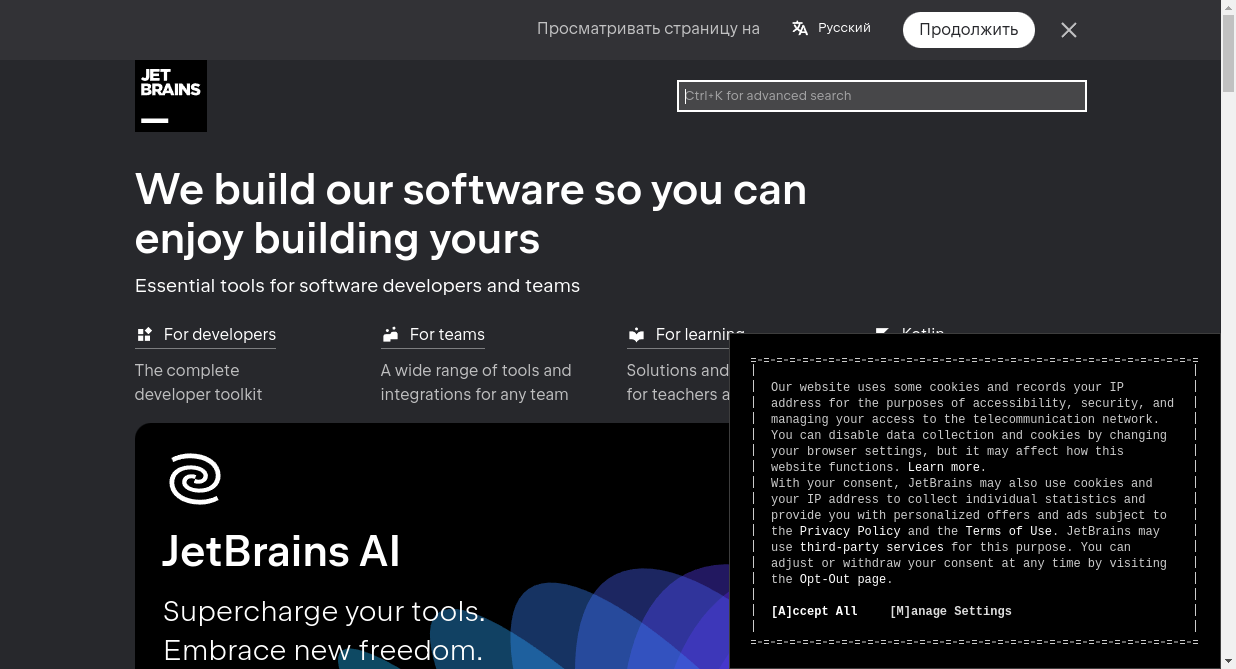 Просматривать страницу на Русский Продолжить
JET
BRAINS
Ctrl+K for advanced search
We build our software so you can
enjoy building yours
Essential tools for software developers and teams
For developers
The complete
developer toolkit
For teams
A wide range of tools and
integrations for any team
For learning
Solutions and
for teachers a
Kotlin
JetBrains AI
Supercharge your tools.
Embrace new freedom.
Our website uses some cookies and records your IP
address for the purposes of accessibility, security, and
managing your access to the telecommunication network.
You can disable data collection and cookies by changing
your browser settings, but it may affect how this
website functions. Learn more.
With your consent, JetBrains may also use cookies and
your IP address to collect individual statistics and
provide you with personalized offers and ads subject to
the Privacy Policy and the Terms of Use. JetBrains may
use third-party services for this purpose. You can
adjust or withdraw your consent at any time by visiting
the Opt-Out page.
[A]ccept All [M]anage Settings